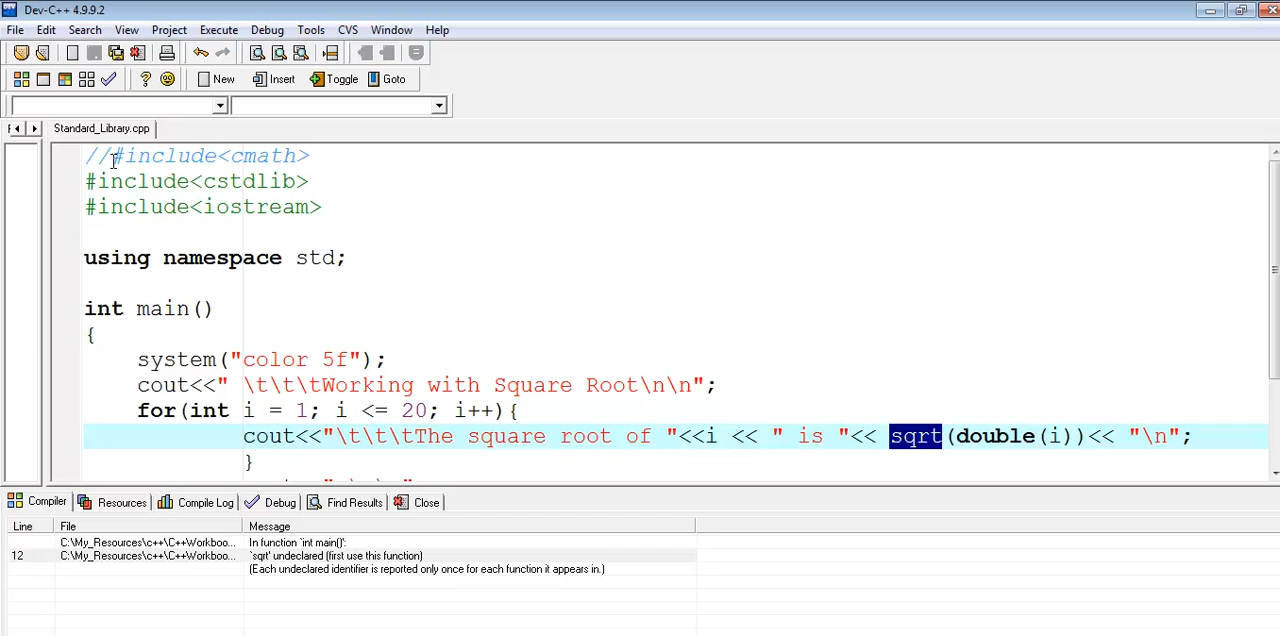 Dev-C++ 4.9.9.2
File Edit Search View Project Execute Debug Tools CVS Window Help
New Insert Toggle Goto
Standard_Library.cpp
//#include<cmath>
#include<cstdlib>
#include<iostream>
using namespace std;
int main()
{
system("color 5f");
cout<<" \t\t\tWorking with Square Root\n\n";
for(int i = 1; i <= 20; i++){
cout<<"\t\t\tThe square root of "<<i << " is "<< sqrt(double(i))<< "\n";
}
Compiler Resources Compile Log Debug Find Results Close
Line File Message
C:\My_Resources\c++\C++Workboo... In function `int main()':
12 C:\My_Resources\c++\C++Workboo... `sqrt' undeclared (first use this function)
(Each undeclared identifier is reported only once for each function it appears in.)